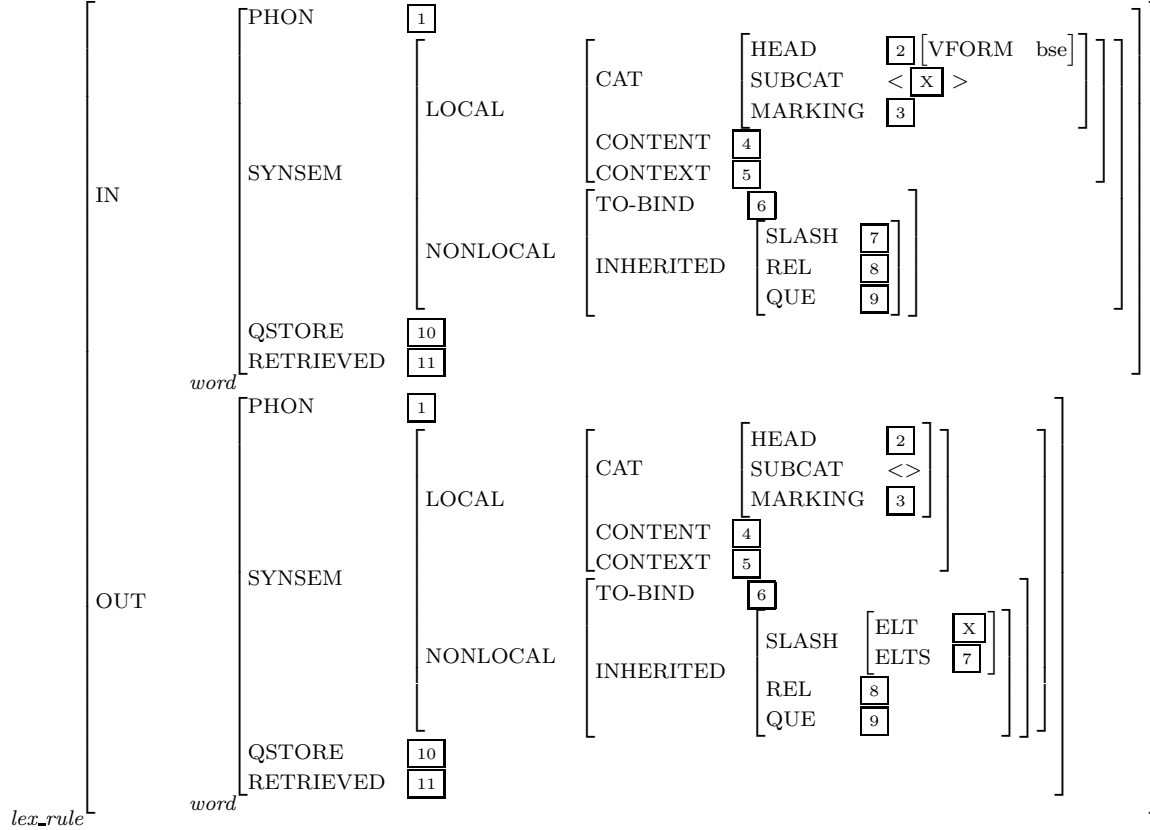 PHON 1
HEAD 2 [VFORM bse]
CAT SUBCAT < X >
MARKING 3
LOCAL
CONTENT 4
SYNSEM CONTEXT 5
IN
TO-BIND 6
SLASH 7
NONLOCAL
INHERITED REL 8
QUE 9
QSTORE 10
RETRIEVED 11
word
PHON 1
HEAD 2
CAT SUBCAT <>
MARKING 3
LOCAL
CONTENT 4
CONTEXT 5
SYNSEM
TO-BIND 6
OUT
ELT X
SLASH
NONLOCAL ELTS 7
INHERITED
REL 8
QUE 9
QSTORE 10
RETRIEVED 11
word
lex_rule